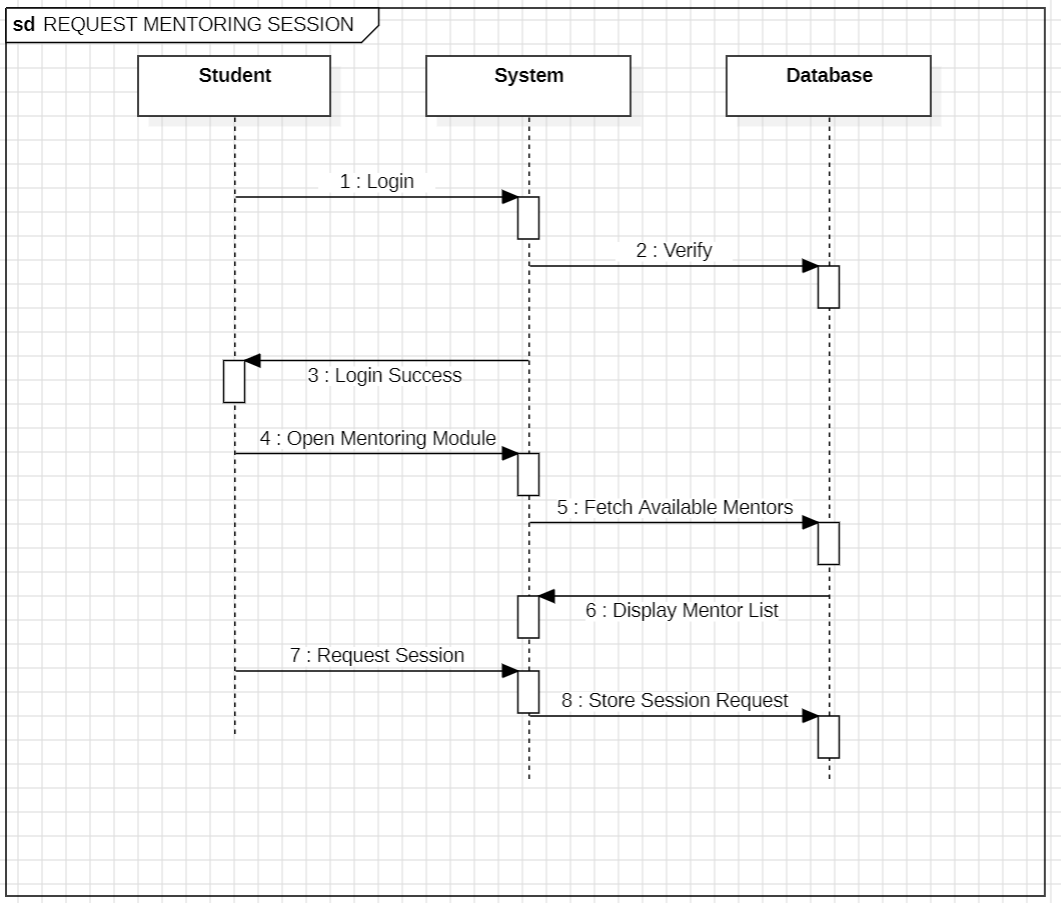 sd REQUEST MENTORING SESSION
Student
System
Database
1 : Login
2 : Verify
3 : Login Success
4 : Open Mentoring Module
5 : Fetch Available Mentors
6 : Display Mentor List
7 : Request Session
8 : Store Session Request